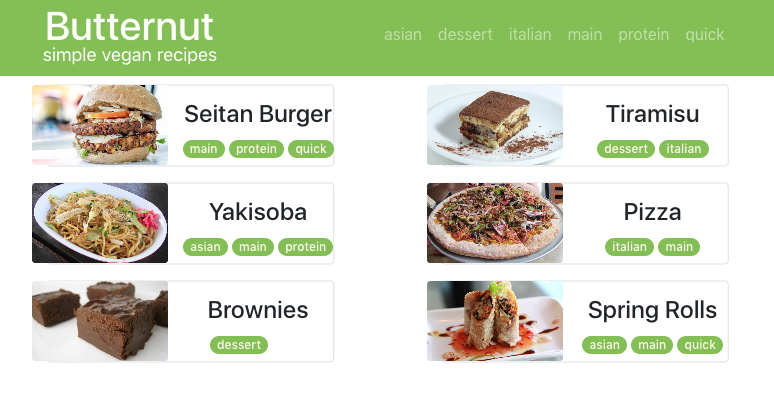 Butternut
simple vegan recipes
asian dessert italian main protein quick
Seitan Burger
main protein quick
Tiramisu
dessert italian
Yakisoba
asian main protein
Pizza
italian main
Brownies
dessert
Spring Rolls
asian main quick